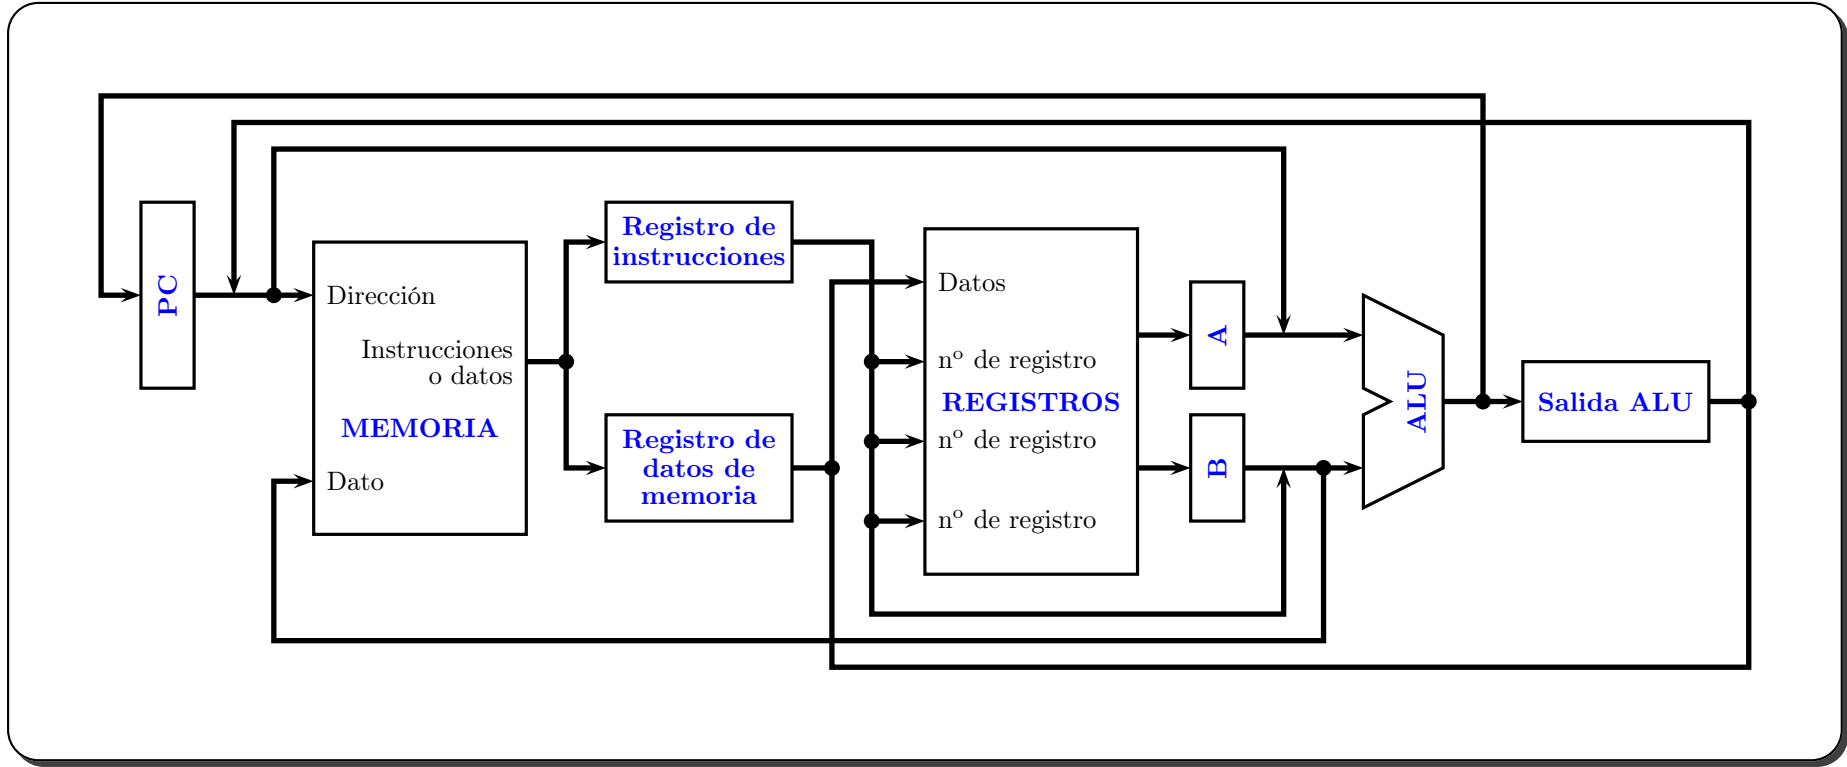 PC
Dirección
Instrucciones
o datos
MEMORIA
Dato
Registro de
instrucciones
Registro de
datos de
memoria
Datos
nº de registro
REGISTROS
nº de registro
nº de registro
A
B
ALU
Salida ALU